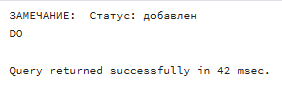 ЗАМЕЧАНИЕ:  Статус: добавлен
DO
Query returned successfully in 42 msec.